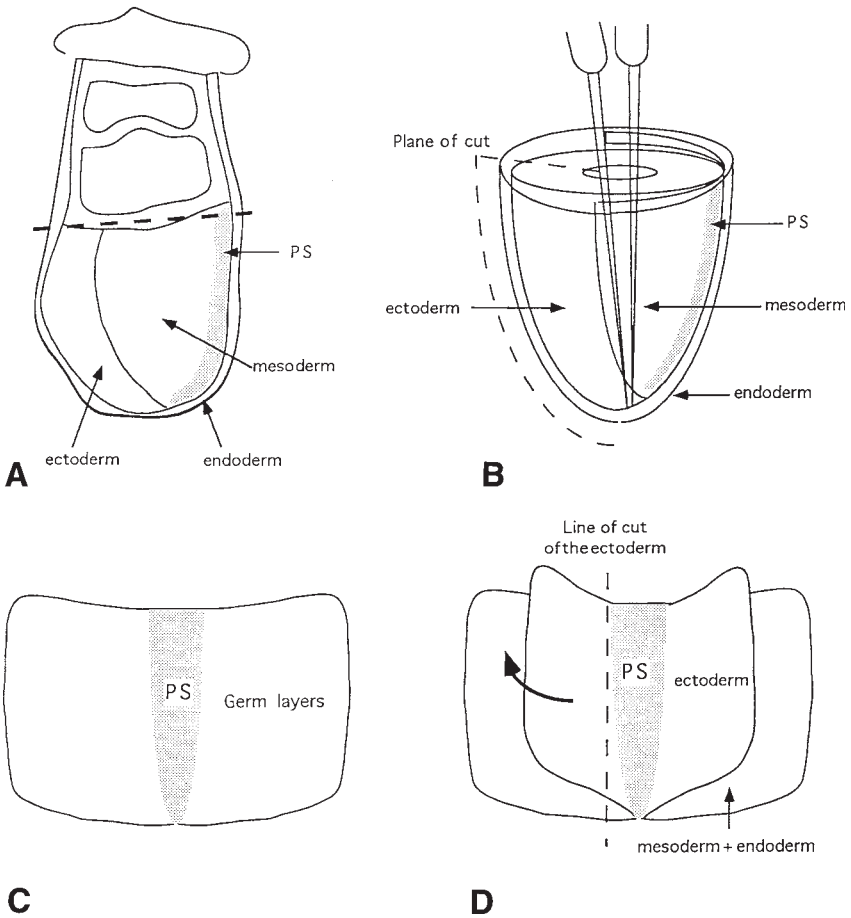 PS
mesoderm
ectoderm
endoderm
A
Plane of cut
PS
ectoderm
mesoderm
endoderm
B
PS
Germ layers
C
Line of cut
of the ectoderm
PS
ectoderm
mesoderm + endoderm
D